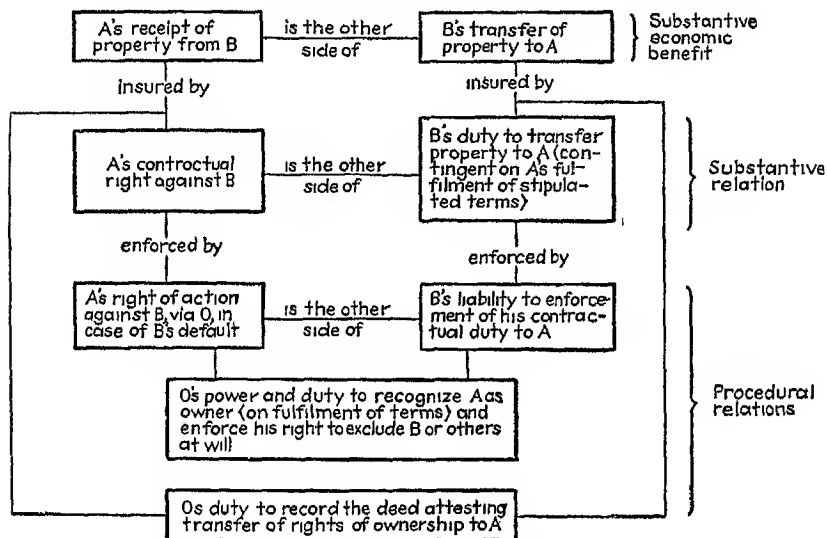 A's receipt of
property from B
is the other
side of
B's transfer of
property to A
Substantive
economic
benefit
insured by
insured by
A's contractual
right against B
is the other
side of
B's duty to transfer
property to A (con-
tingent on A's ful-
filment of stipula-
ted terms)
Substantive
relation
enforced by
enforced by
A's right of action
against B, via O, in
case of B's default
is the other
side of
B's liability to enforce-
ment of his contrac-
tual duty to A
O's power and duty to recognize A as
owner (on fulfilment of terms) and
enforce his right to exclude B or others
at will
Procedural
relations
Os duty to record the deed attesting
transfer of rights of ownership to A